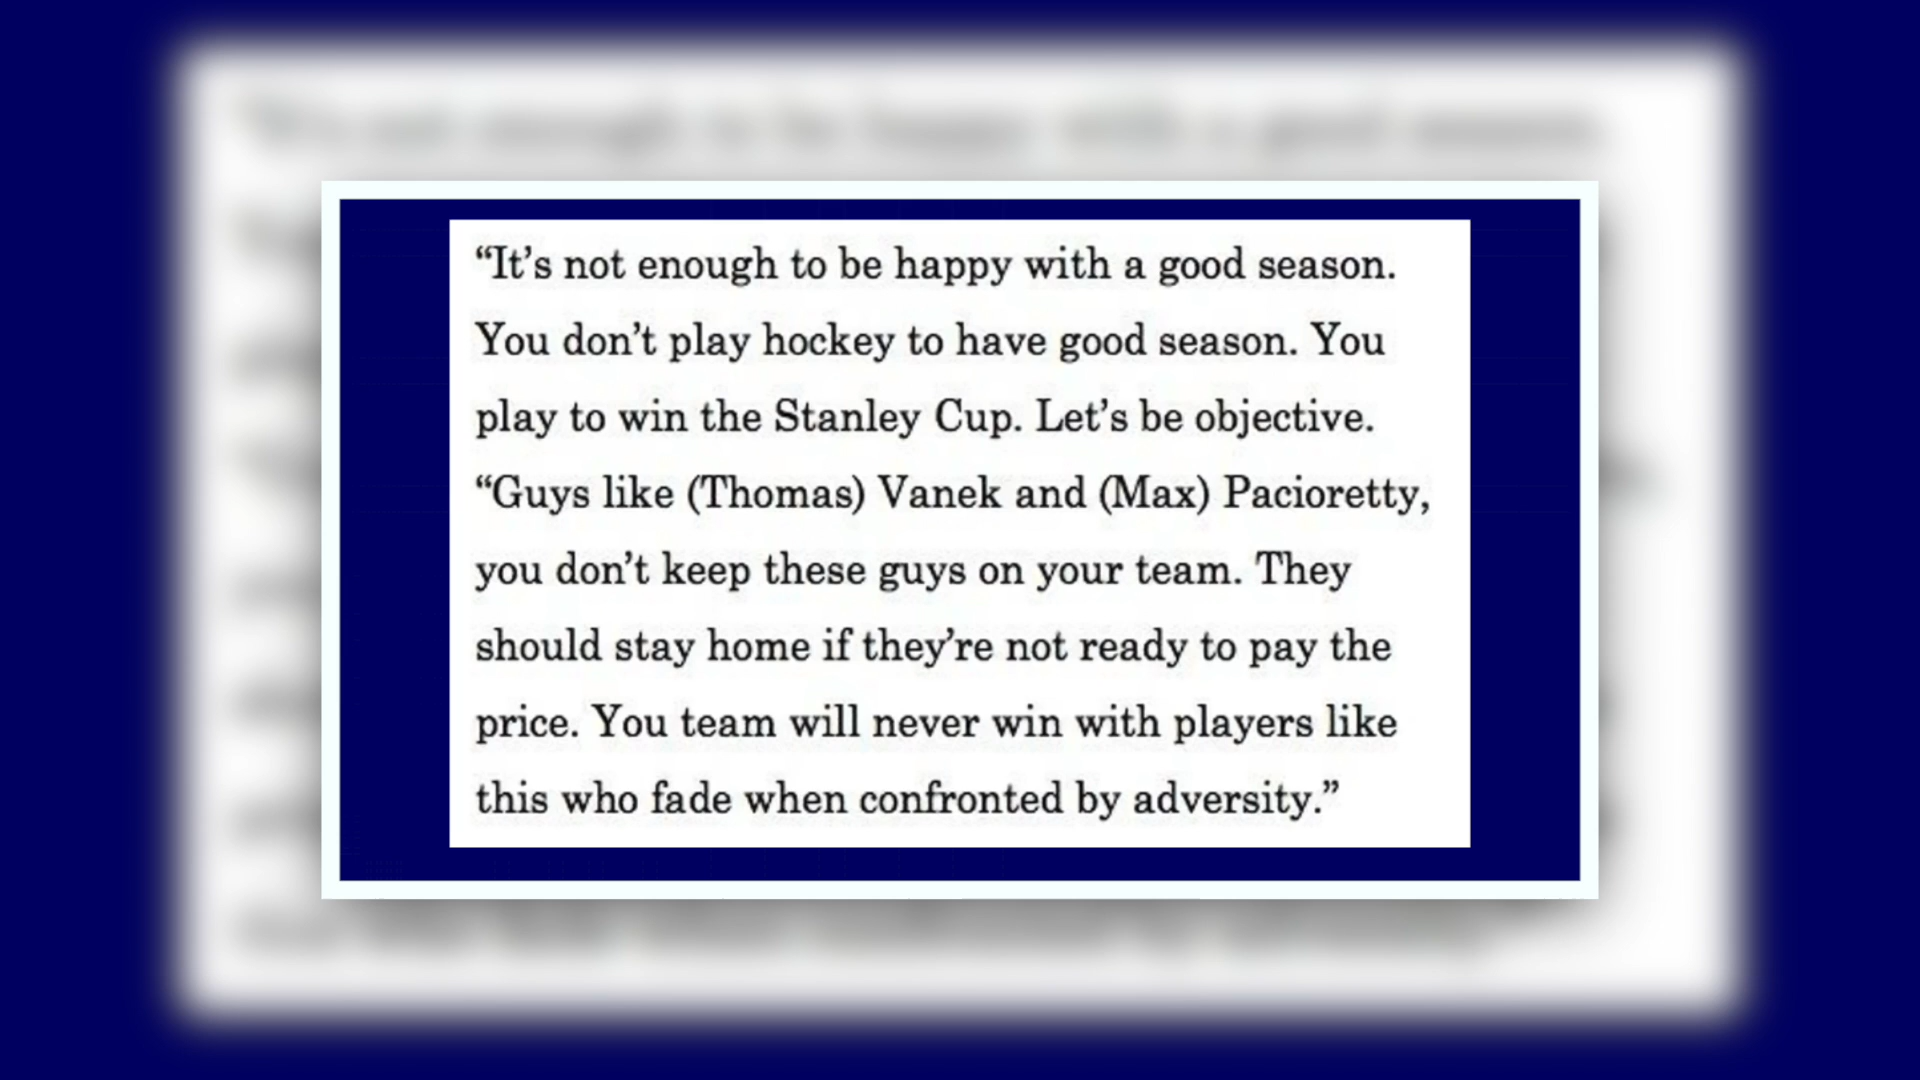 “It’s not enough to be happy with a good season.
You don’t play hockey to have good season. You
play to win the Stanley Cup. Let’s be objective.
“Guys like (Thomas) Vanek and (Max) Pacioretty,
you don’t keep these guys on your team. They
should stay home if they’re not ready to pay the
price. You team will never win with players like
this who fade when confronted by adversity.”